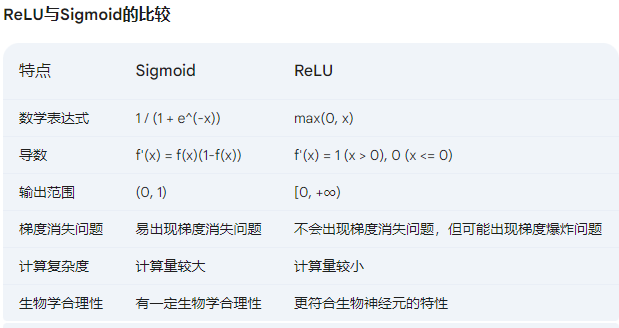 ReLU与Sigmoid的比较
特点 Sigmoid ReLU
数学表达式 1 / (1 + e^(-x)) max(0, x)
导数 f'(x) = f(x)(1-f(x)) f'(x) = 1 (x > 0), 0 (x <= 0)
输出范围 (0, 1) [0, +∞)
梯度消失问题 易出现梯度消失问题 不会出现梯度消失问题，但可能出现梯度爆炸问题
计算复杂度 计算量较大 计算量较小
生物学合理性 有一定生物学合理性 更符合生物神经元的特性